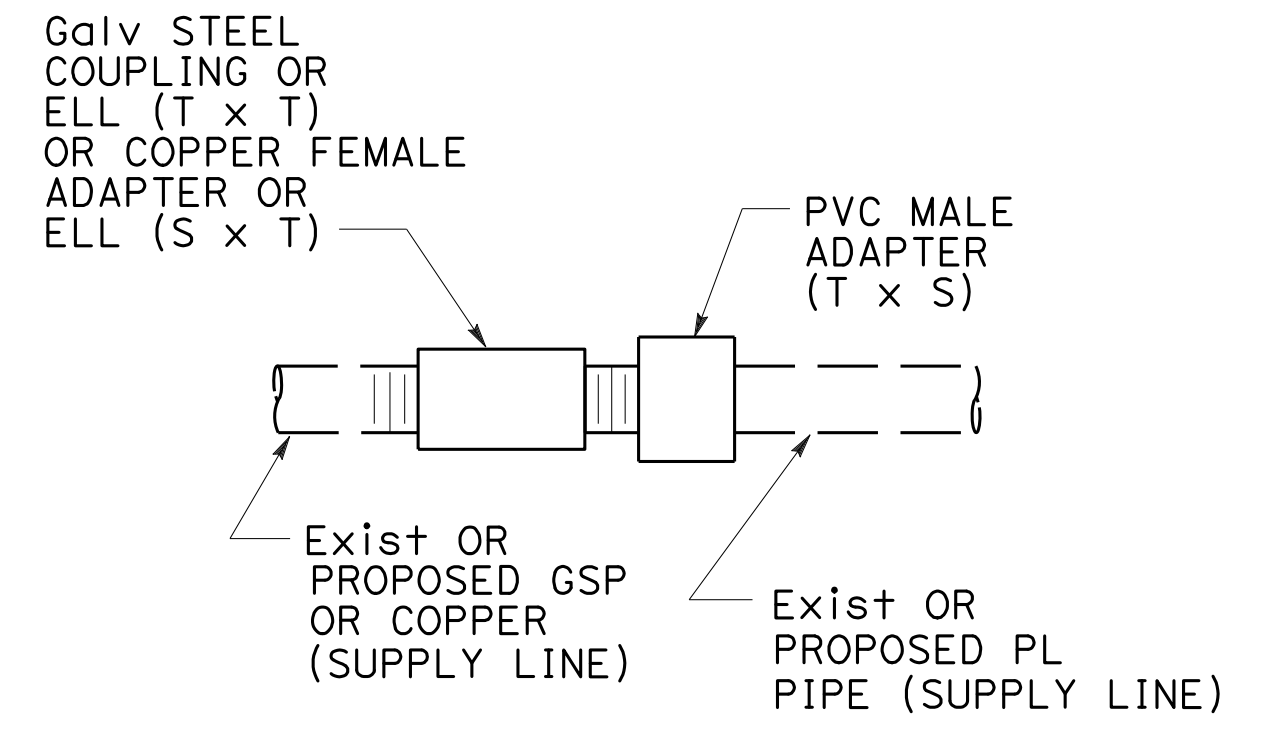 Galv STEEL
COUPLING OR
ELL (T x T)
OR COPPER FEMALE
ADAPTER OR
ELL (S x T)
PVC MALE
ADAPTER
(T x S)
Exist OR
PROPOSED GSP
OR COPPER
(SUPPLY LINE)
Exist OR
PROPOSED PL
PIPE (SUPPLY LINE)